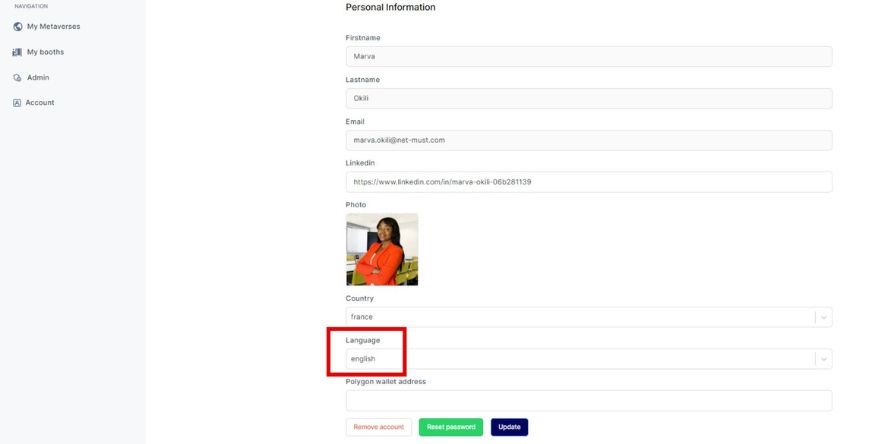 NAVIGATION
My Metaverses
My booths
Admin
Account
Personal Information
Firstname
Marva
Lastname
Okili
Email
marva.okili@net-must.com
Linkedin
https://www.linkedin.com/in/marva-okili-06b281139
Photo
Country
france
Language
english
Polygon wallet address
Remove account
Reset password
Update